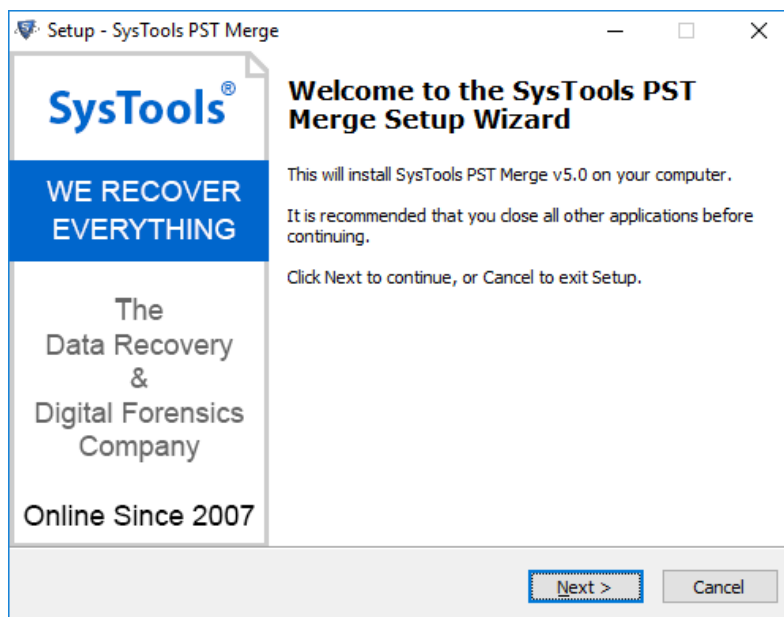 Setup - SysTools PST Merge
SysTools®
WE RECOVER
EVERYTHING
The
Data Recovery
&
Digital Forensics
Company
Online Since 2007
Welcome to the SysTools PST
Merge Setup Wizard
This will install SysTools PST Merge v5.0 on your computer.
It is recommended that you close all other applications before
continuing.
Click Next to continue, or Cancel to exit Setup.
Next >
Cancel